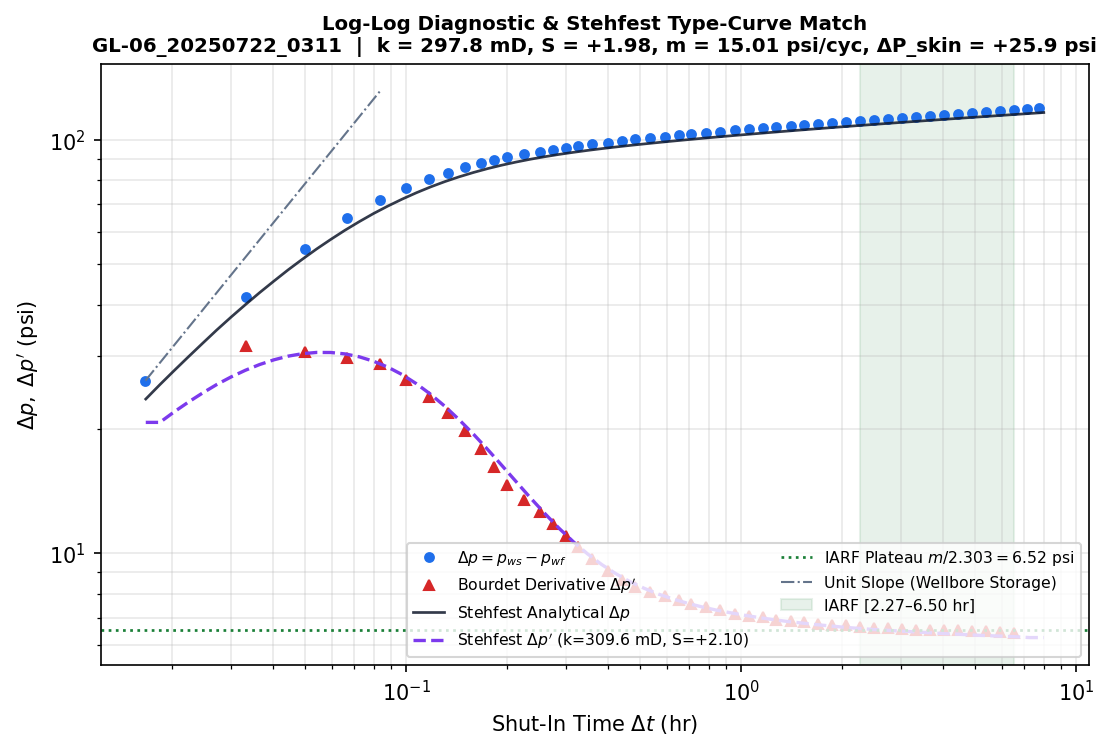 Log-Log Diagnostic & Stehfest Type-Curve Match
GL-06_20250722_0311 | k = 297.8 mD, S = +1.98, m = 15.01 psi/cyc, ΔP_skin = +25.9 psi
Δp, Δp′ (psi)
10²
10¹
Δp = p_ws − p_wf
Bourdet Derivative Δp′
Stehfest Analytical Δp
Stehfest Δp′ (k=309.6 mD, S=+2.10)
IARF Plateau m/2.303 = 6.52 psi
Unit Slope (Wellbore Storage)
IARF [2.27–6.50 hr]
10⁻¹
10⁰
10¹
Shut-In Time Δt (hr)